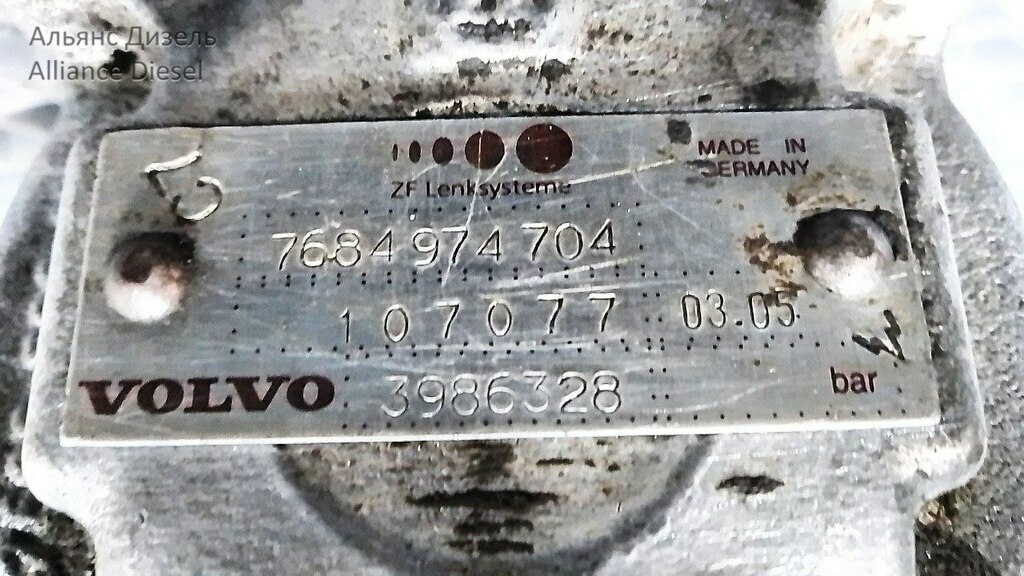 Альянс Дизель
Alliance Diesel
MADE IN
GERMANY
ZF Lenksysteme
7684 974 704
107077 03.05
VOLVO 3986328 bar